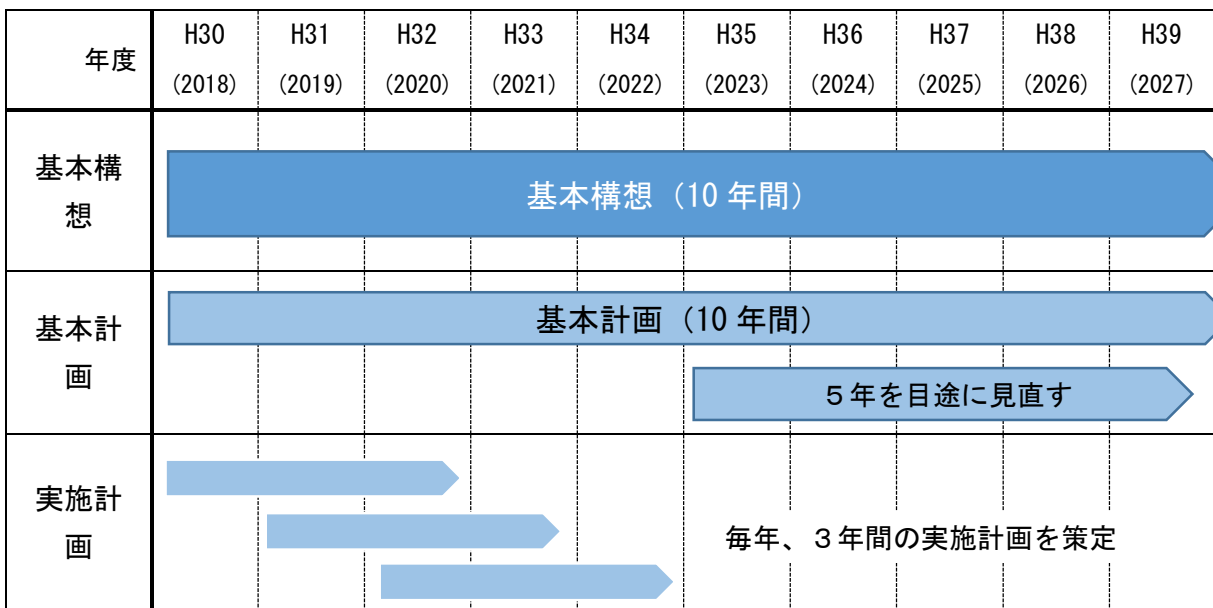 年度
H30 H31 H32 H33 H34 H35 H36 H37 H38 H39
(2018) (2019) (2020) (2021) (2022) (2023) (2024) (2025) (2026) (2027)
基本構
想
基本構想（10 年間）
基本計
画
基本計画（10 年間）
５年を目途に見直す
実施計
画
毎年、３年間の実施計画を策定